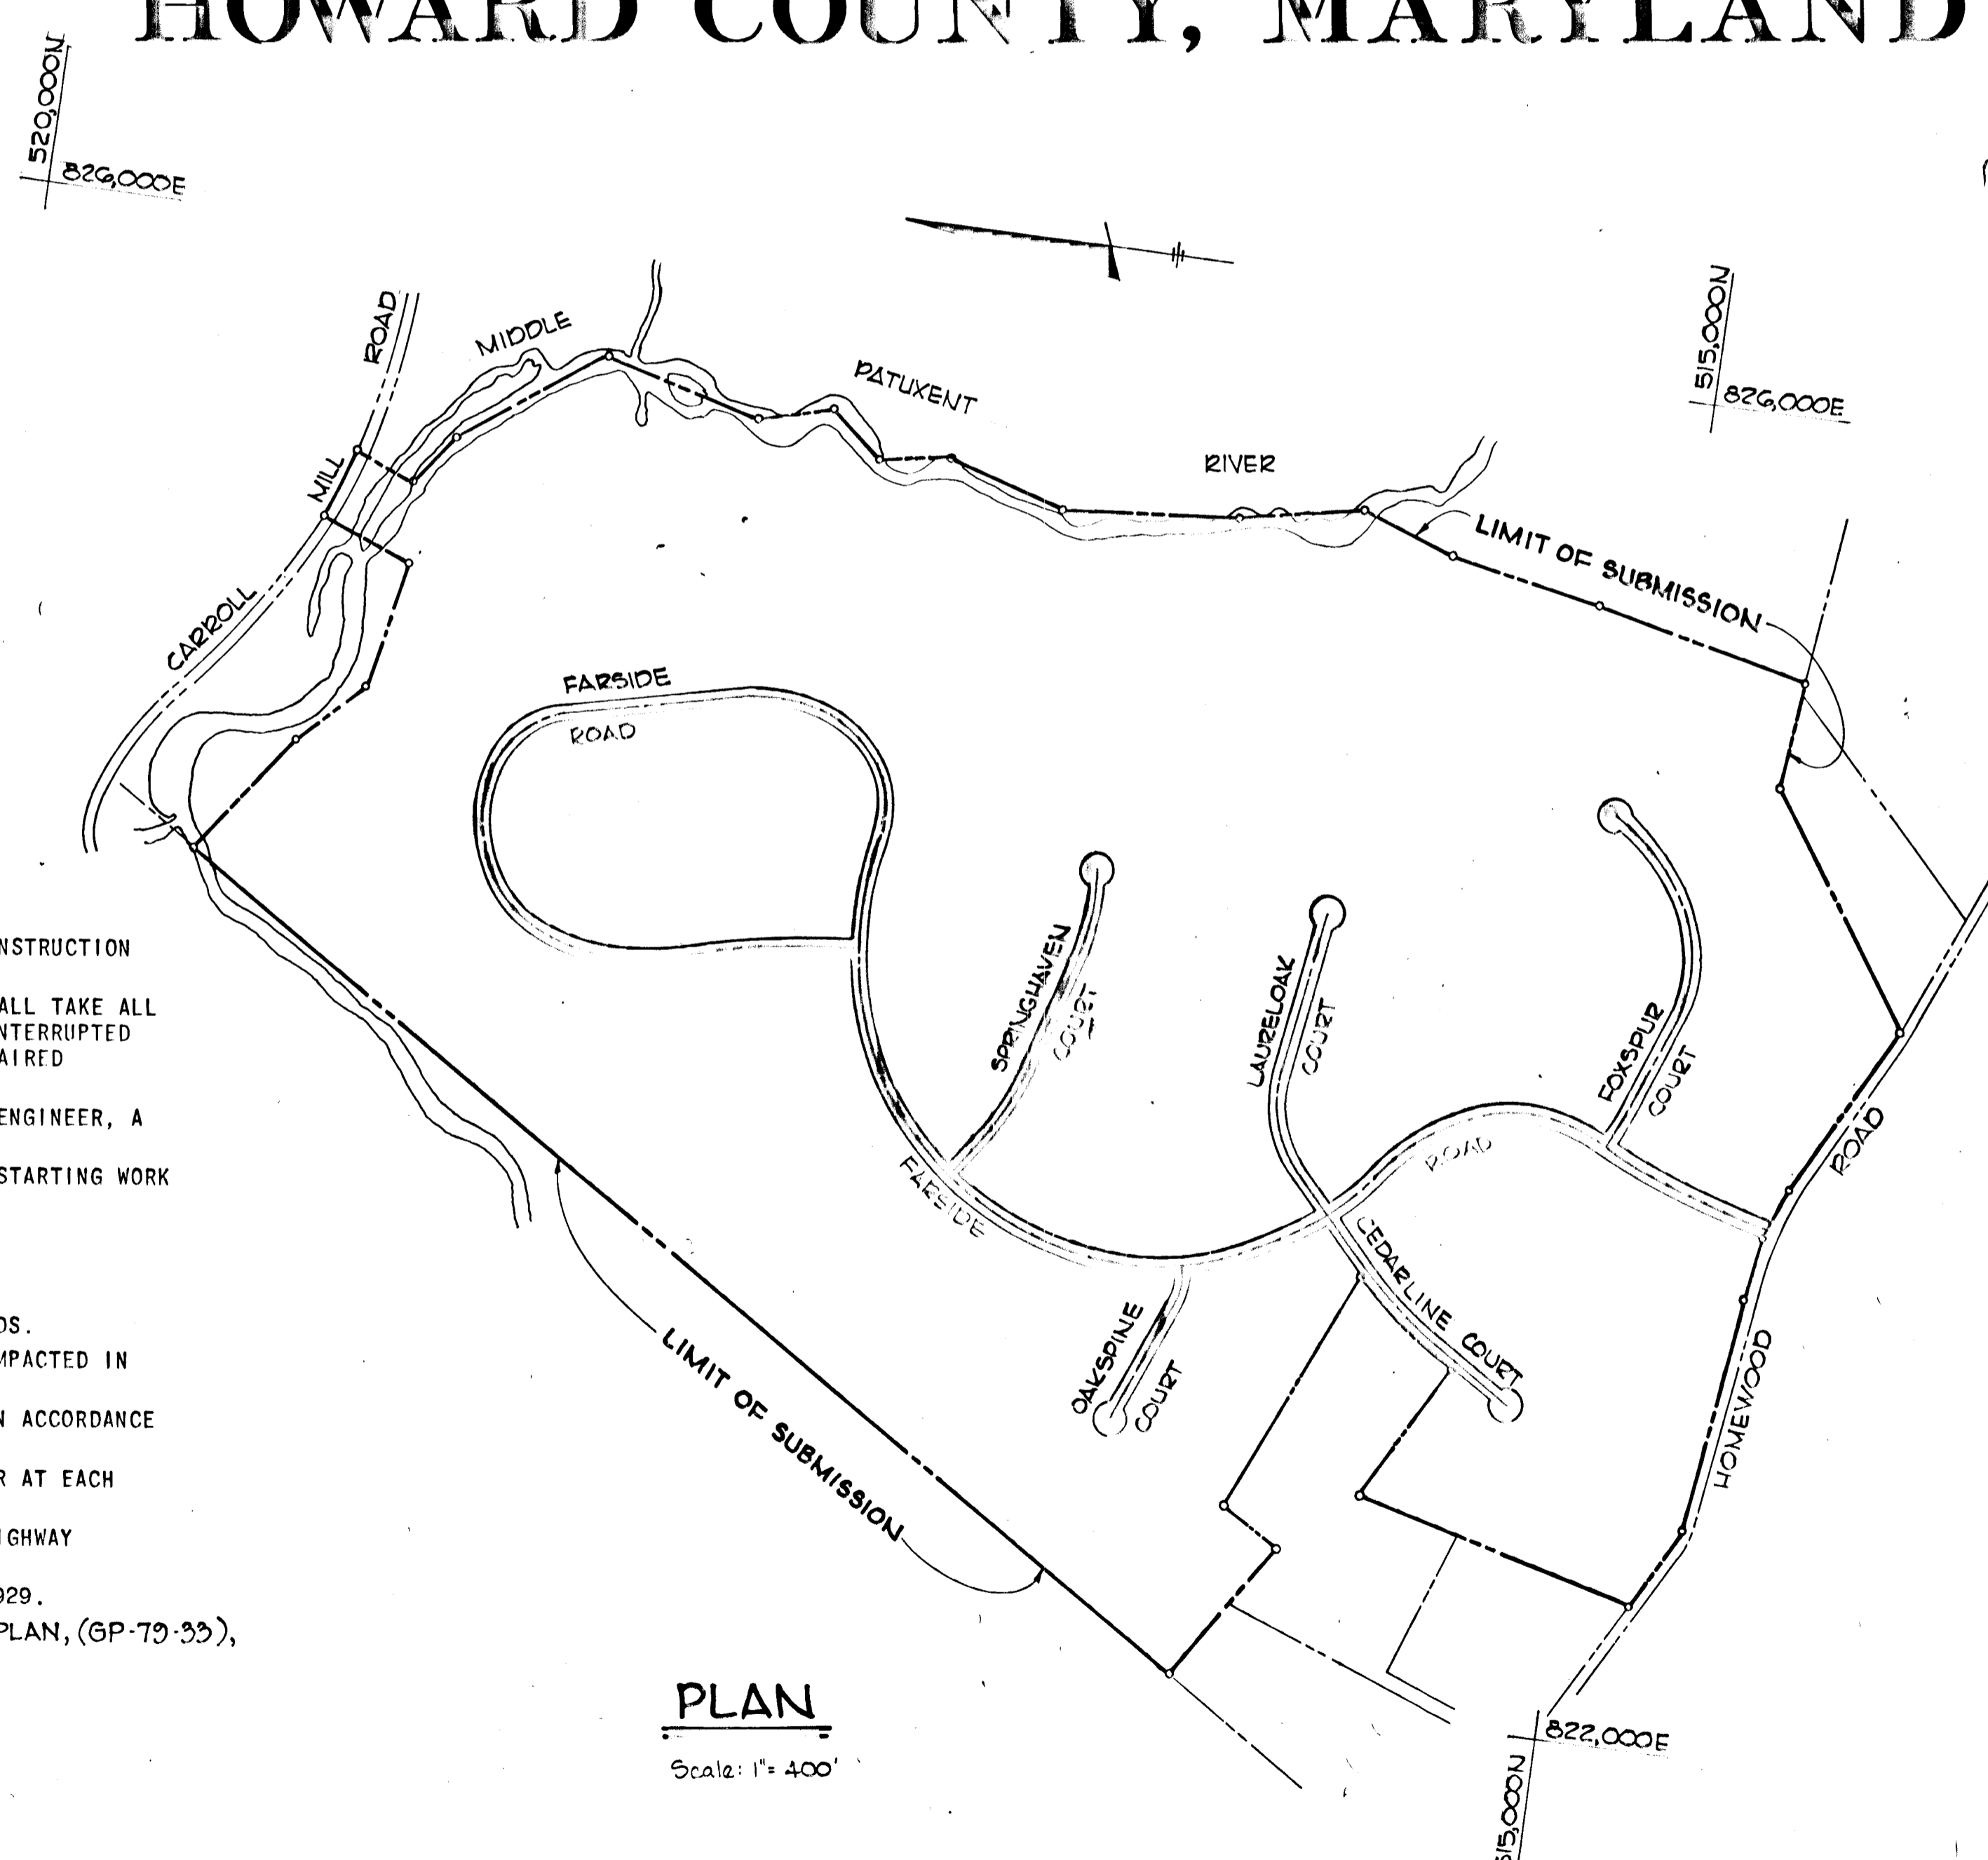 HOWARD COUNTY, MARYLAND
520,000N
826,000E
515,000N
826,000E
ROAD
MILL
CARROLL
MIDDLE
PATUXENT
RIVER
LIMIT OF SUBMISSION
FARSIDE
ROAD
SPRINGHAVEN
COURT
LAURELOAK
COURT
FOXSPUR
COURT
FARSIDE
ROAD
ROAD
HOMEWOOD
CEDARLINE COURT
OAKSPINE
COURT
LIMIT OF SUBMISSION
NSTRUCTION
ALL TAKE ALL
NTERRUPTED
AIRED
ENGINEER, A
STARTING WORK
DS.
MPACTED IN
N ACCORDANCE
R AT EACH
IGHWAY
929.
PLAN, (GP-79-33),
PLAN
Scale: 1"= 400'
822,000E
515,000N